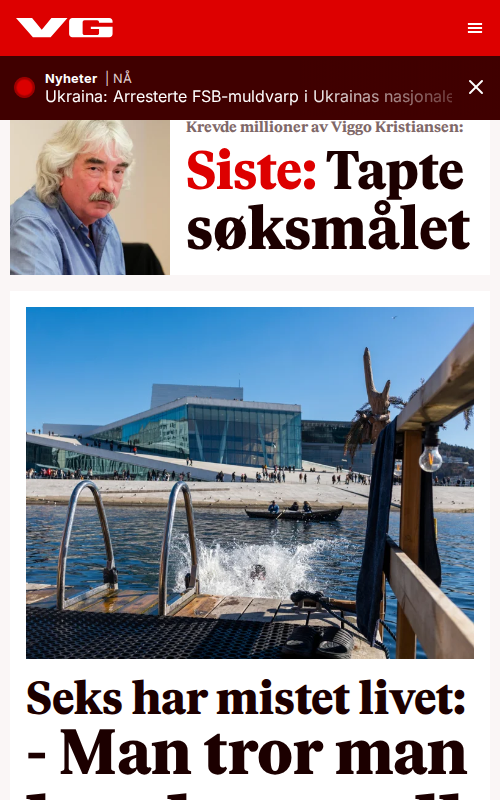 VG
Nyheter | NÅ
Ukraina: Arresterte FSB-muldvarp i Ukrainas nasjonale
Krevde millioner av Viggo Kristiansen:
Siste: Tapte
søksmålet
Seks har mistet livet:
- Man tror man